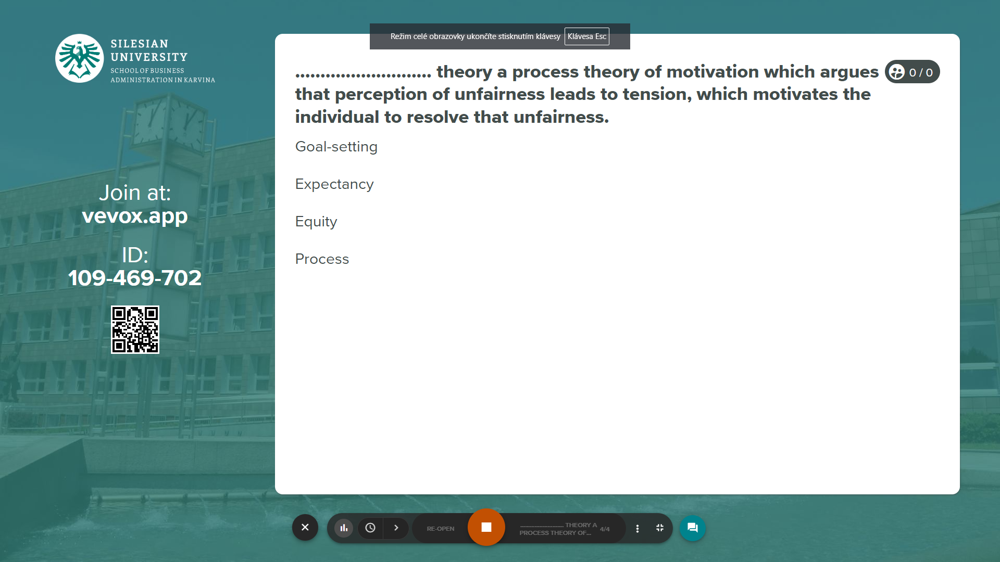 SILESIAN
UNIVERSITY
SCHOOL OF BUSINESS
ADMINISTRATION IN KARVINA
Join at:
vevox.app
ID:
109-469-702
Režim celé obrazovky ukončíte stisknutím klávesy Klávesa Esc
........................... theory a process theory of motivation which argues
that perception of unfairness leads to tension, which motivates the
individual to resolve that unfairness.
0 / 0
Goal-setting
Expectancy
Equity
Process
RE-OPEN
........................... THEORY A
PROCESS THEORY OF...
4/4